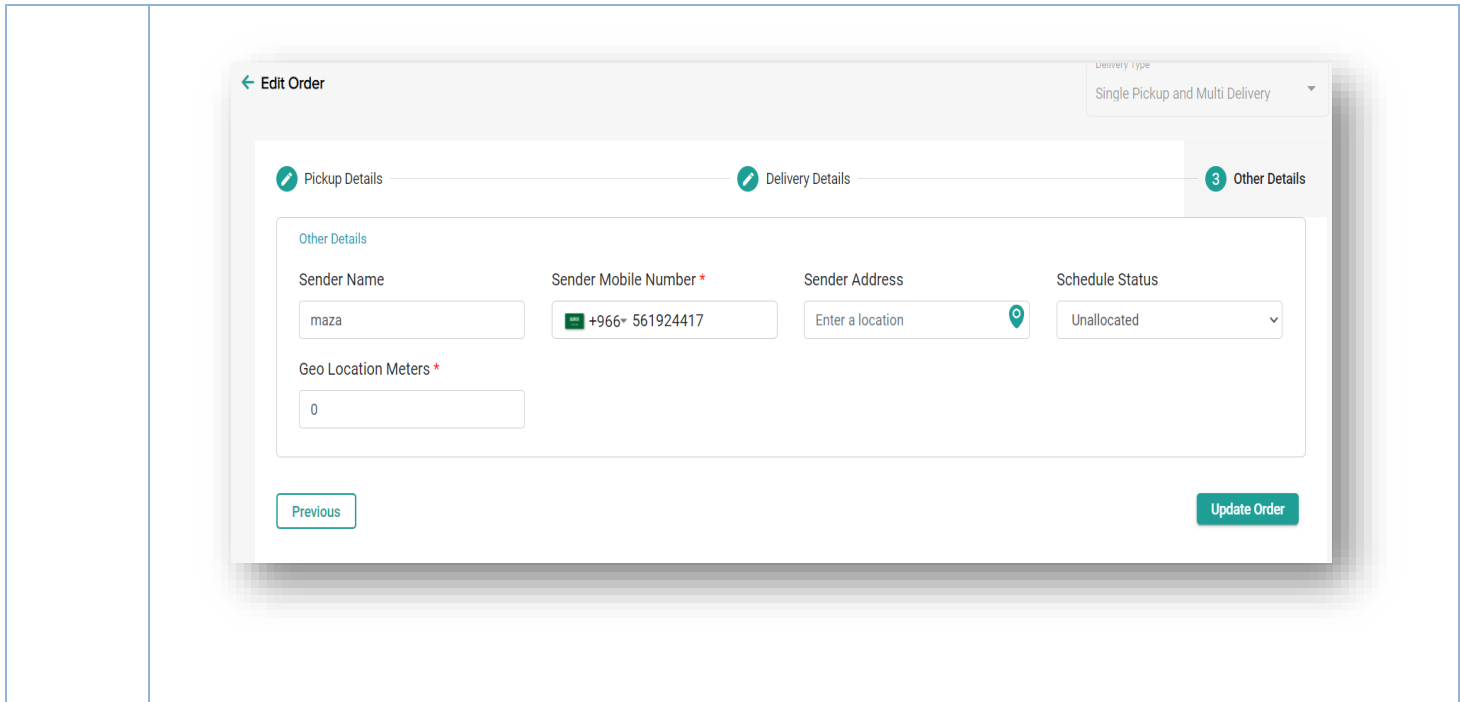 Delivery Type
Edit Order
Single Pickup and Multi Delivery
Pickup Details
Delivery Details
3 Other Details
Other Details
Sender Name
Sender Mobile Number *
Sender Address
Schedule Status
maza
+966 561924417
Enter a location
Unallocated
Geo Location Meters *
0
Previous
Update Order